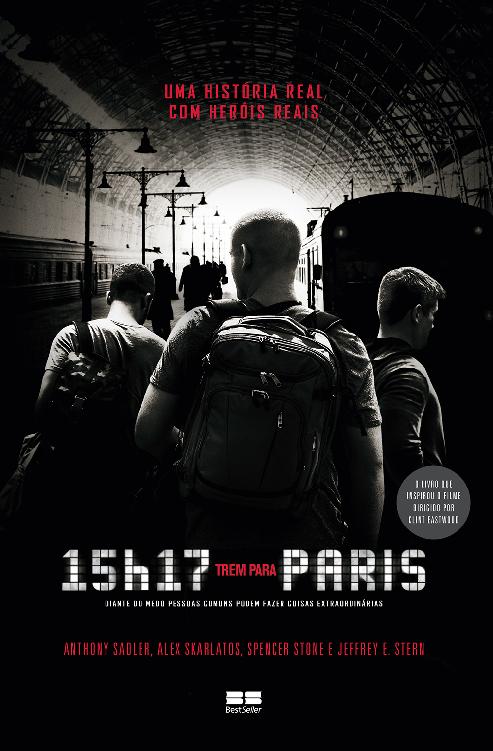 UMA HISTÓRIA REAL
COM HERÓIS REAIS
O LIVRO QUE
INSPIROU O FILME
DIRIGIDO POR
CLINT EASTWOOD
15h17 TREM PARA PARIS
DIANTE DO MEDO PESSOAS COMUNS PODEM FAZER COISAS EXTRAORDINÁRIAS
ANTHONY SADLER, ALEK SKARLATOS, SPENCER STONE E JEFFREY E. STERN
BestSeller